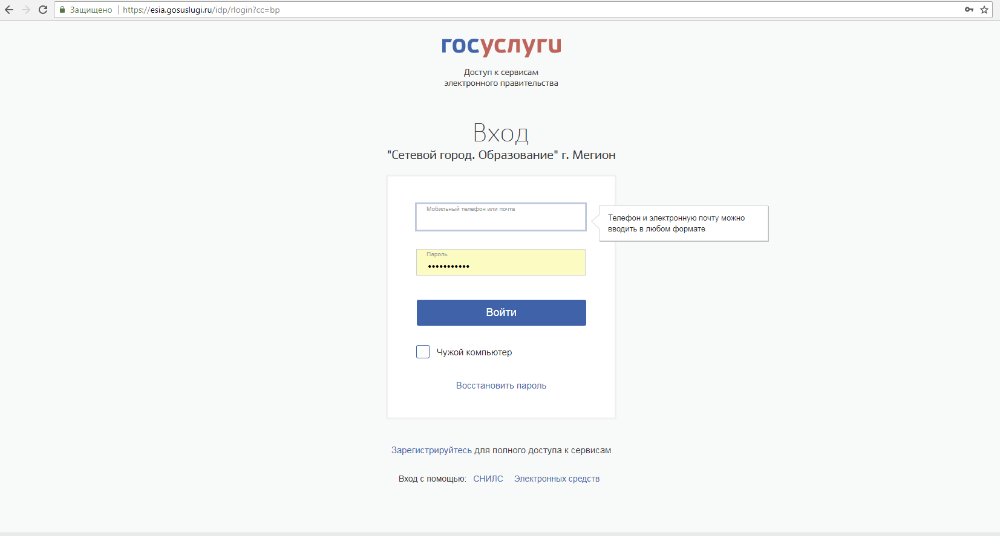 Защищено https://esia.gosuslugi.ru/idp/rlogin?cc=bp
госуслуги
Доступ к сервисам
электронного правительства
Вход
"Сетевой город. Образование" г. Мегион
Мобильный телефон или почта
Телефон и электронную почту можно
вводить в любом формате
Пароль
•••••••••••
Войти
Чужой компьютер
Восстановить пароль
Зарегистрируйтесь для полного доступа к сервисам
Вход с помощью: СНИЛС Электронных средств